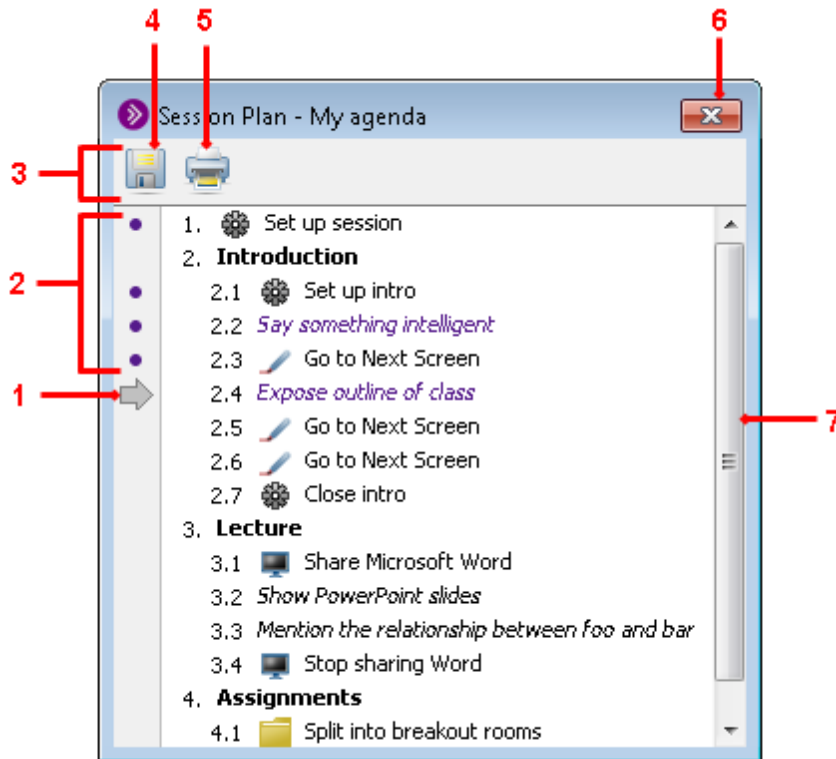 4 5 6
Session Plan - My agenda
3
1. Set up session
2. Introduction
2
2.1 Set up intro
2.2 Say something intelligent
2.3 Go to Next Screen
1
2.4 Expose outline of class
2.5 Go to Next Screen
7
2.6 Go to Next Screen
2.7 Close intro
3. Lecture
3.1 Share Microsoft Word
3.2 Show PowerPoint slides
3.3 Mention the relationship between foo and bar
3.4 Stop sharing Word
4. Assignments
4.1 Split into breakout rooms